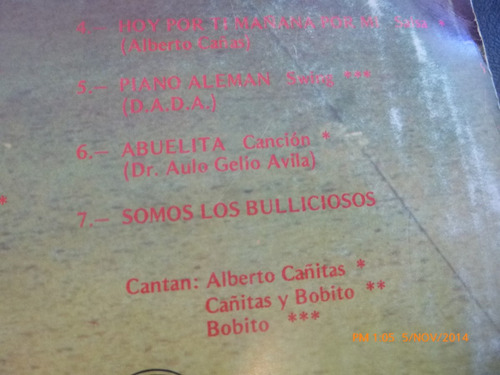 4.— HOY POR TI MAÑANA POR MI Salsa *
(Alberto Cañas)
5.— PIANO ALEMAN Swing ***
(D.A.D.A.)
6.— ABUELITA Canción *
(Dr. Aulo Gelio Avila)
*
7.— SOMOS LOS BULLICIOSOS
Cantan: Alberto Cañitas *
Cañitas y Bobito **
Bobito ***
5/NOV/2014